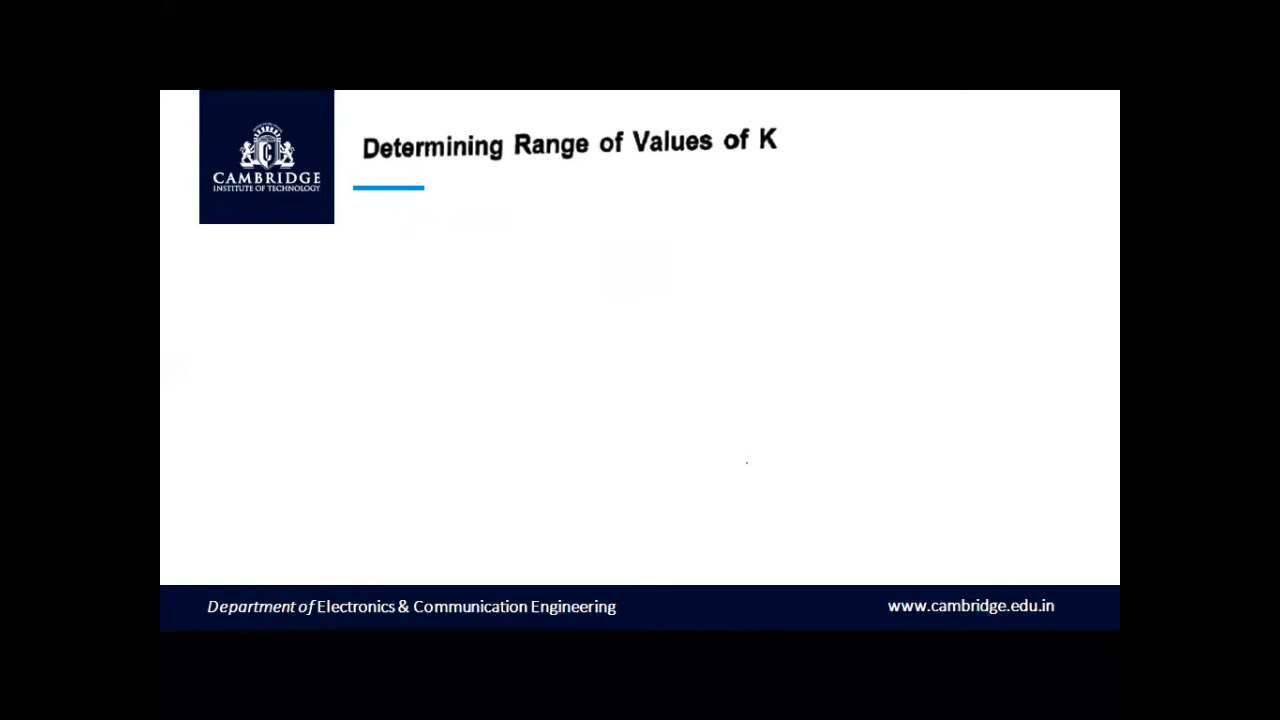 Determining Range of Values of K
C
CAMBRIDGE
INSTITUTE OF TECHNOLOGY
Department of Electronics & Communication Engineering
www.cambridge.edu.in